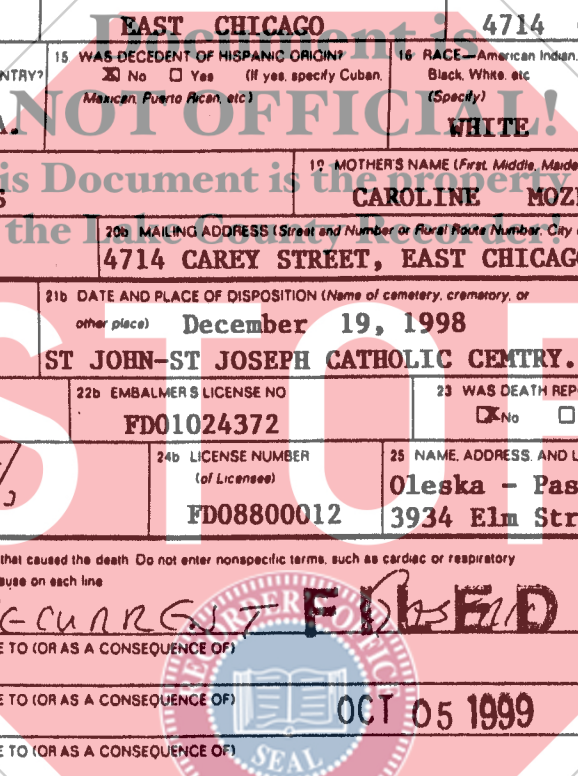 EAST CHICAGO
4714
Document is
15 WAS DECEDENT OF HISPANIC ORIGIN?
16 RACE—American Indian,
NTRY?
No Yes (If yes, specify Cuban,
Black, White, etc
Mexican, Puerto Rican, etc)
(Specify)
A.
NOT OFFICIAL!
WHITE
is Document is the property
19 MOTHER'S NAME (First, Middle, Maide
S
CAROLINE MOZ
the Lake County Recorder!
20b MAILING ADDRESS (Street and Number or Rural Route Number, City
4714 CAREY STREET, EAST CHICAGO
21b DATE AND PLACE OF DISPOSITION (Name of cemetery, crematory, or
other place) December 19, 1998
ST JOHN-ST JOSEPH CATHOLIC CEMTRY.
STOP
22b EMBALMERS LICENSE NO
23 WAS DEATH REP
FD01024372
No
24b LICENSE NUMBER
25 NAME, ADDRESS, AND L
(of Licensee)
Oleska - Pas
FD08800012
3934 Elm Str
that caused the death Do not enter nonspecific terms, such as cardiac or respiratory
ause on each line
FILED
E TO (OR AS A CONSEQUENCE OF)
RECORDER OFFICE
E TO (OR AS A CONSEQUENCE OF)
OCT 05 1999
E TO (OR AS A CONSEQUENCE OF)
SEAL